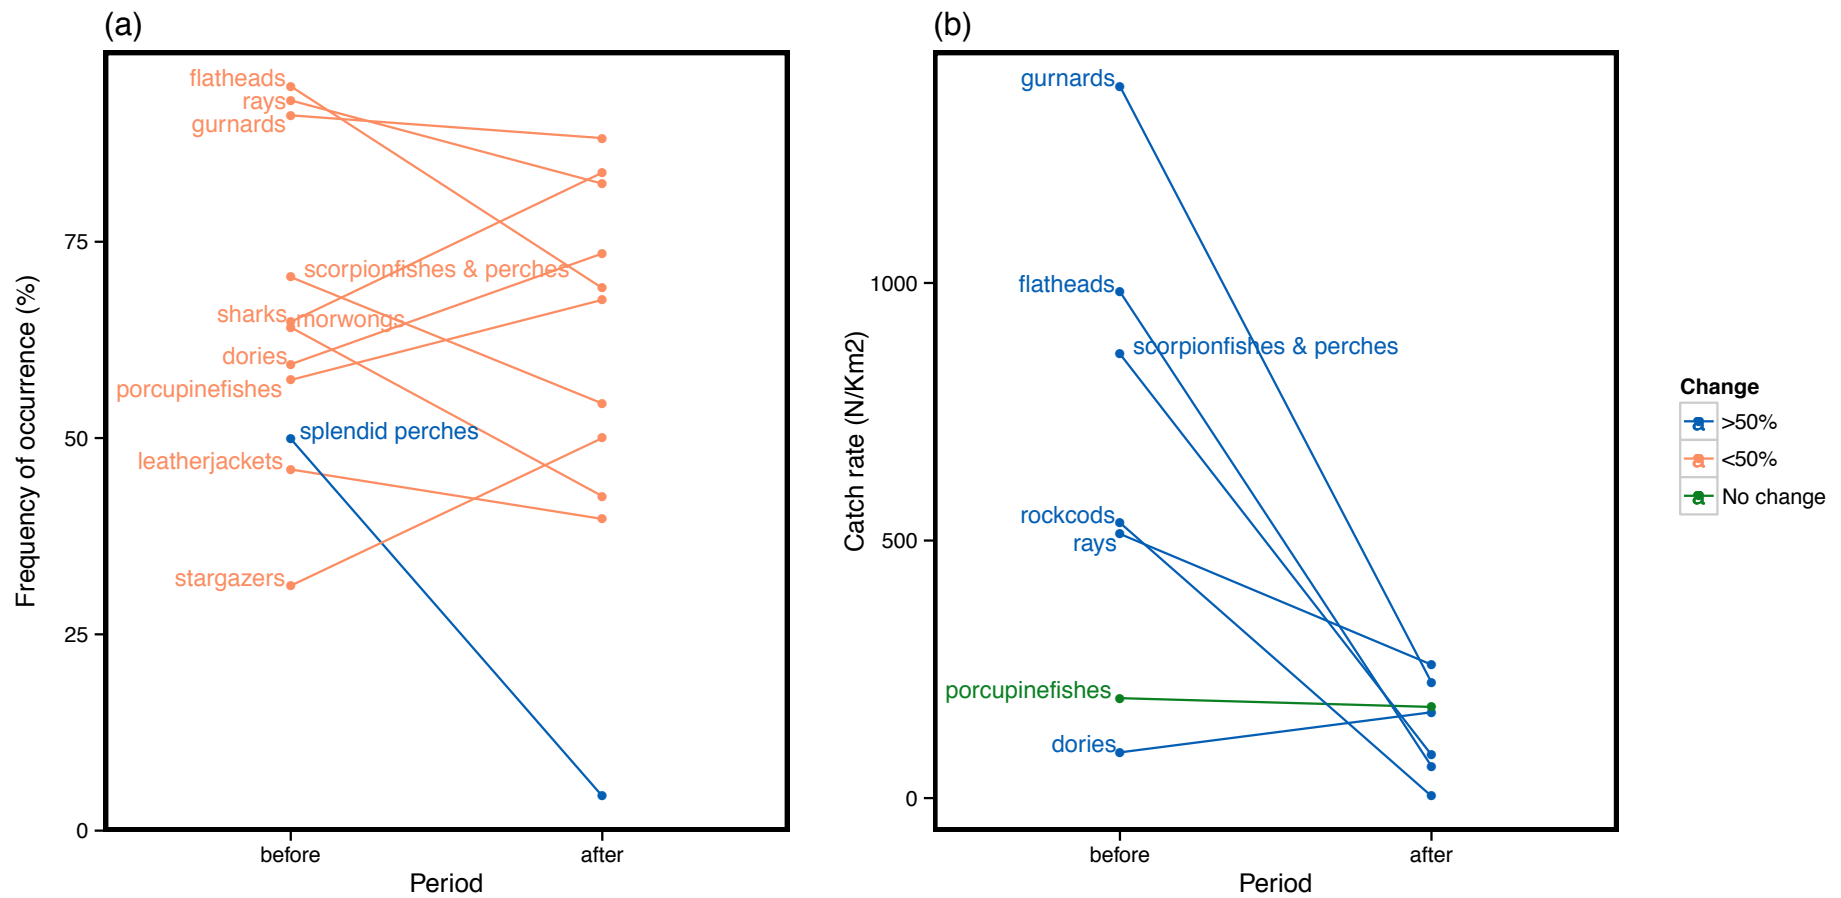 (a)
flatheads
rays
gurnards
scorpionfishes & perches
sharks
morwongs
dories
porcupinefishes
splendid perches
leatherjackets
stargazers
75
50
25
0
Frequency of occurrence (%)
before
after
Period
(b)
gurnards
flatheads
scorpionfishes & perches
rockcods
rays
porcupinefishes
dories
1000
500
0
Catch rate (N/Km2)
before
after
Period
Change
a >50%
a <50%
a No change